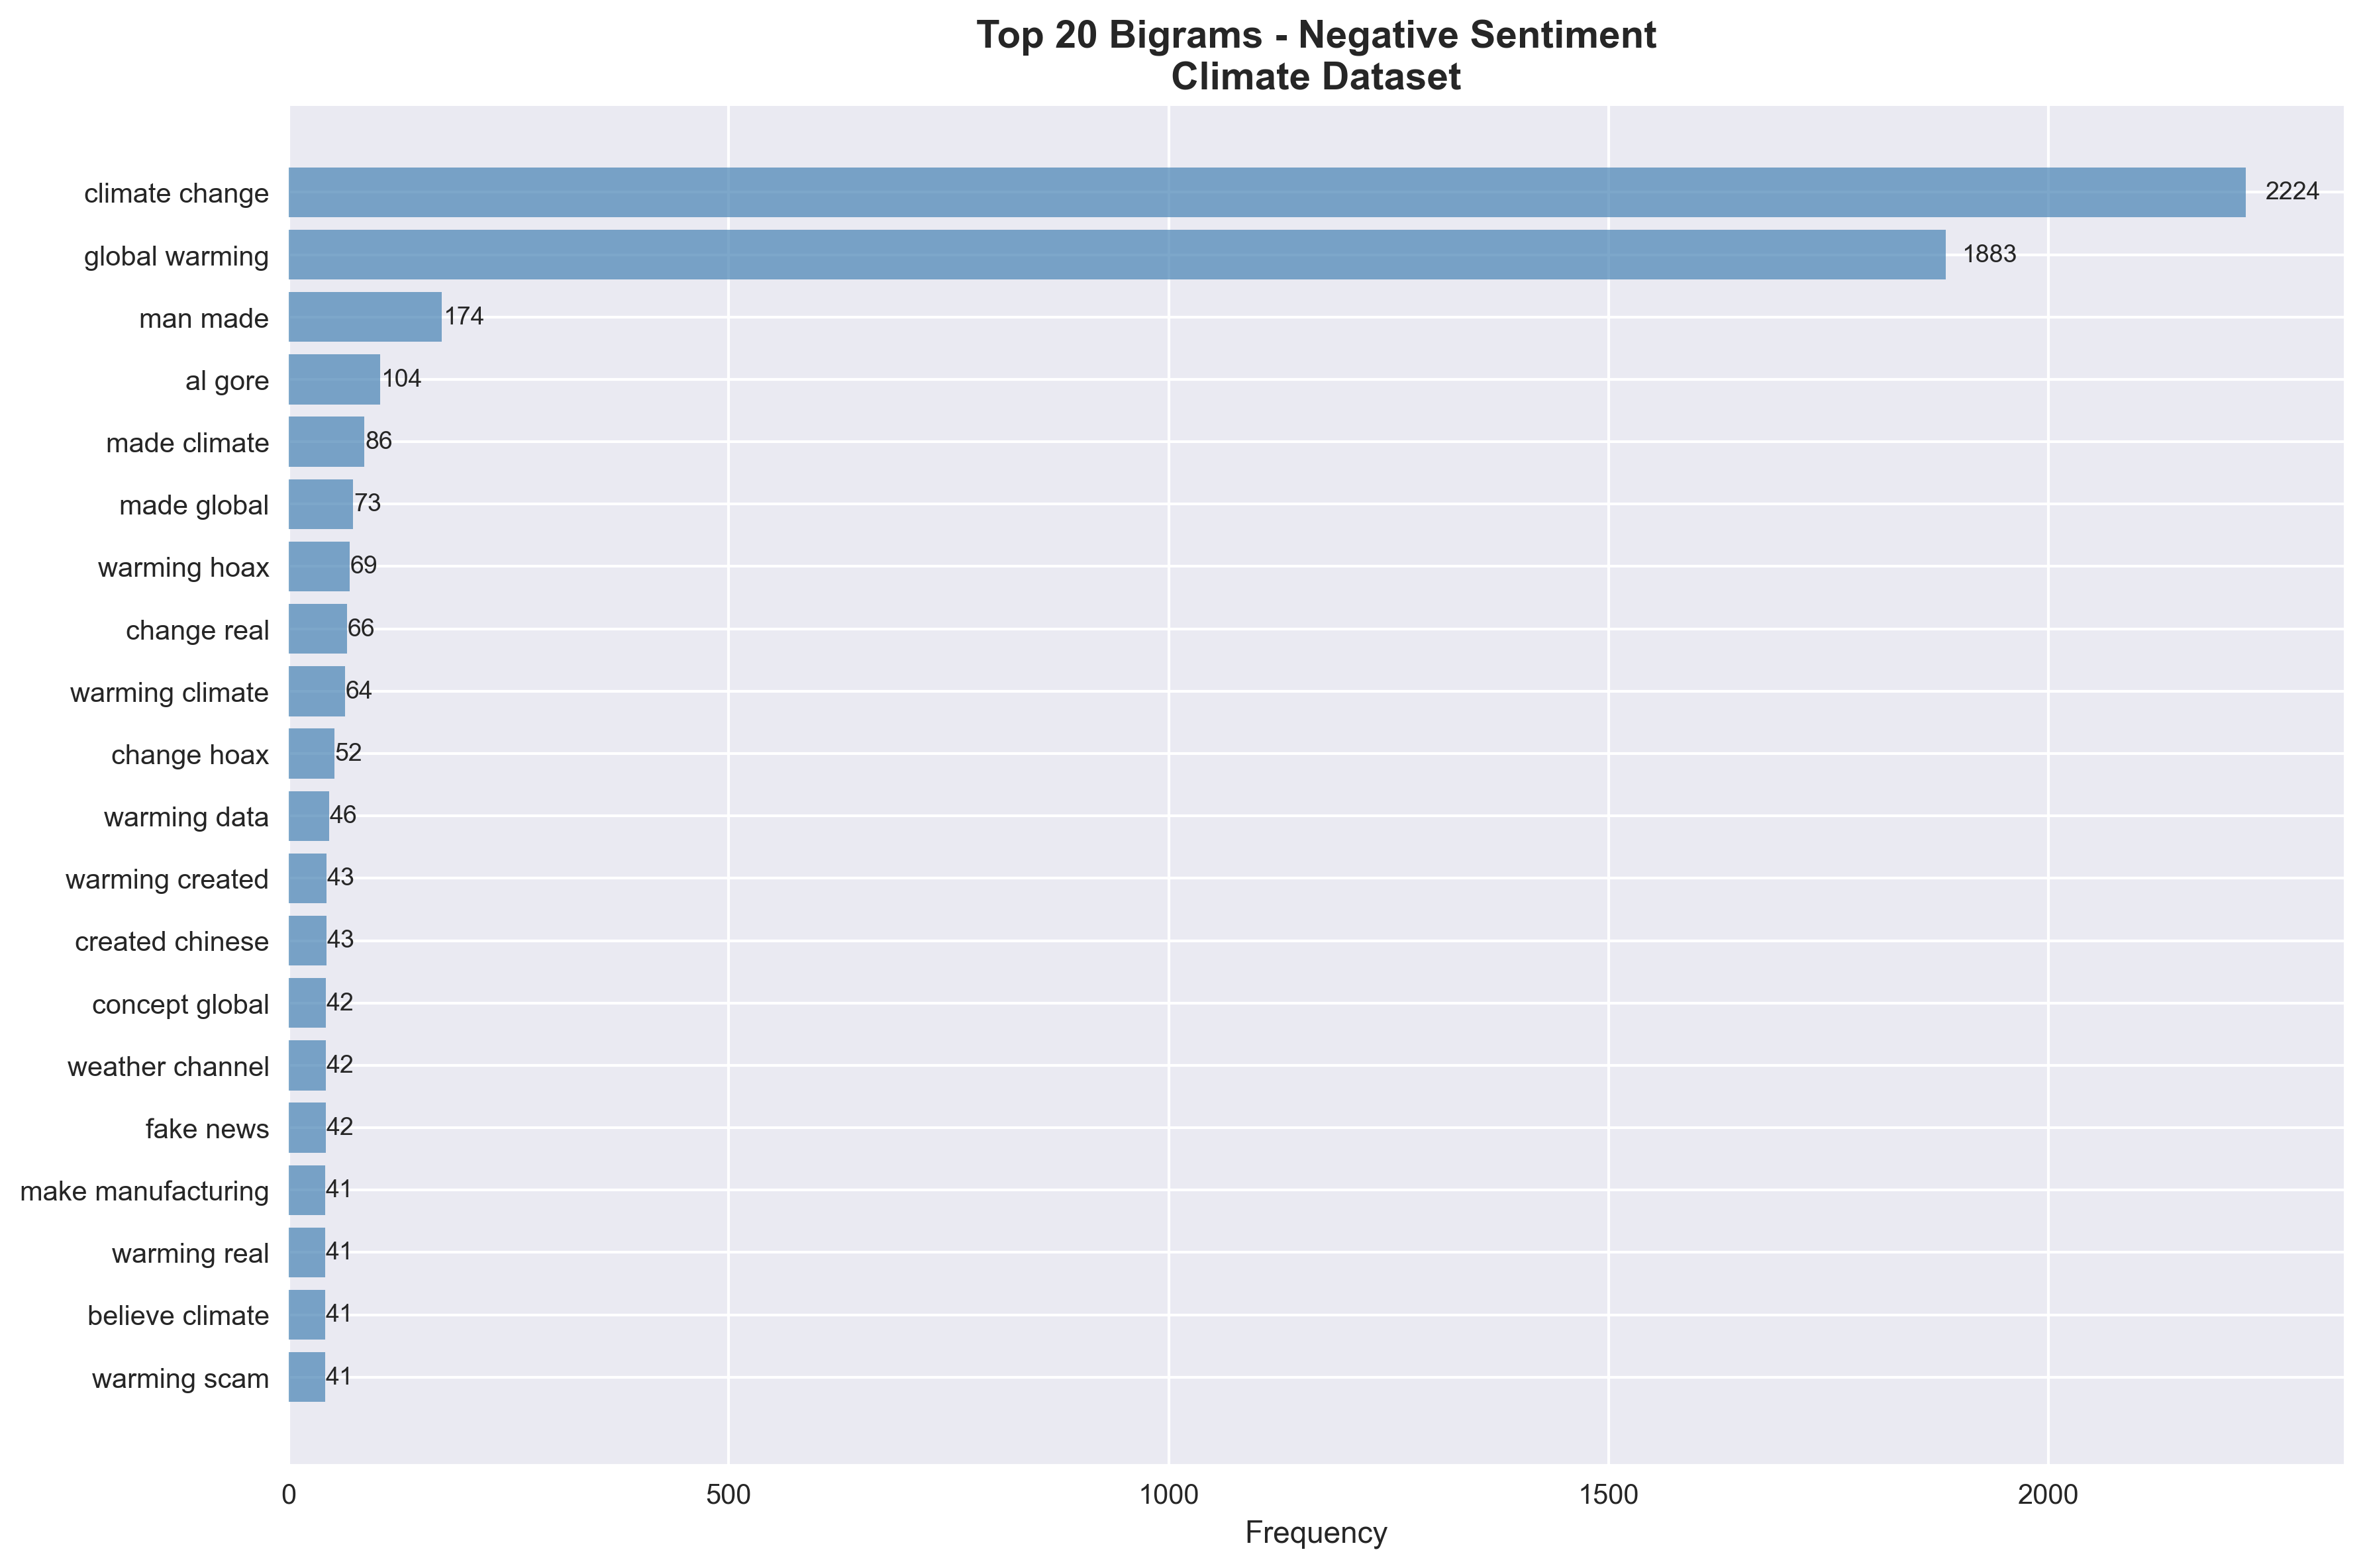 Top 20 Bigrams - Negative Sentiment
Climate Dataset
climate change 2224
global warming 1883
man made 174
al gore 104
made climate 86
made global 73
warming hoax 69
change real 66
warming climate 64
change hoax 52
warming data 46
warming created 43
created chinese 43
concept global 42
weather channel 42
fake news 42
make manufacturing 41
warming real 41
believe climate 41
warming scam 41
0 500 1000 1500 2000
Frequency